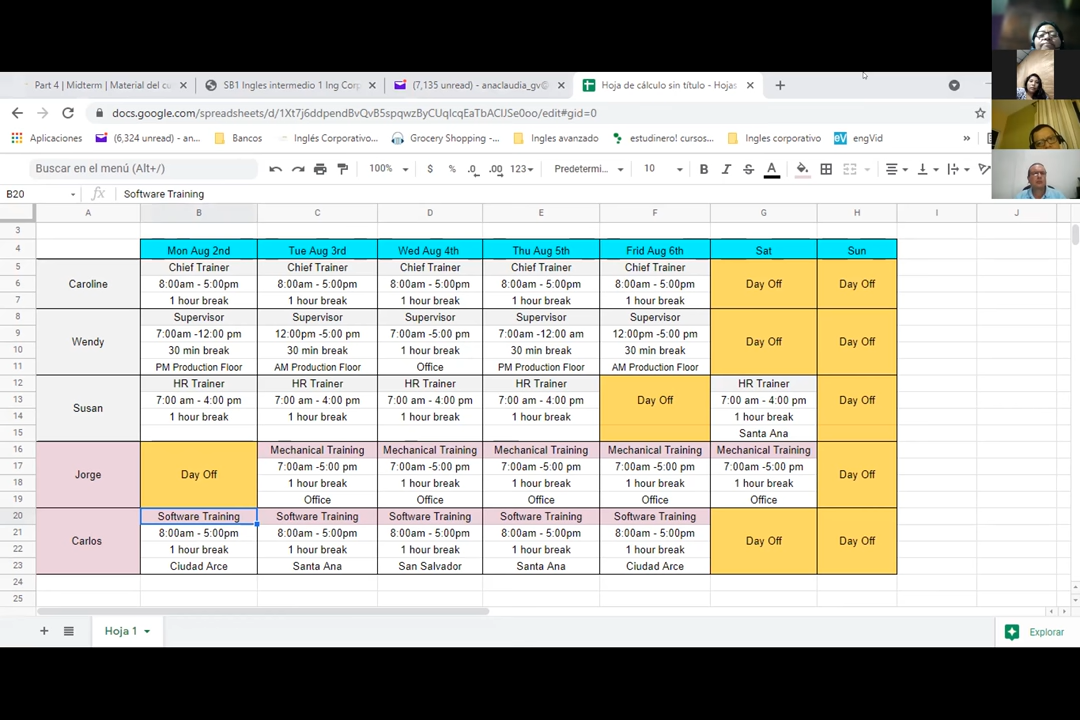 Part 4 | Midterm | Material del cu
SB1 Ingles intermedio 1 Ing Corp
(7,135 unread) - anaclaudia_gv@
Hoja de cálculo sin título - Hojas
docs.google.com/spreadsheets/d/1Xt7j6ddpendBvQvB5spqwzByCUqIcqEaTbAClJSe0oo/edit#gid=0
Aplicaciones (6,324 unread) - an... Bancos Inglés Corporativo... Grocery Shopping -... Ingles avanzado estudinero! cursos... Ingles corporativo eV engVid »
Buscar en el menú (Alt+/) 100% $ % .0 .00 123 Predetermi... 10 B I S A
B20 fx Software Training
A B C D E F G H I J
3
4 Mon Aug 2nd Tue Aug 3rd Wed Aug 4th Thu Aug 5th Frid Aug 6th Sat Sun
5 Chief Trainer Chief Trainer Chief Trainer Chief Trainer Chief Trainer
6 Caroline 8:00am - 5:00pm 8:00am - 5:00pm 8:00am - 5:00pm 8:00am - 5:00pm 8:00am - 5:00pm Day Off Day Off
7 1 hour break 1 hour break 1 hour break 1 hour break 1 hour break
8 Supervisor Supervisor Supervisor Supervisor Supervisor
9 7:00am -12:00 pm 12:00pm -5:00 pm 7:00am -5:00 pm 7:00am -12:00 am 12:00pm -5:00 pm
Wendy Day Off Day Off
10 30 min break 30 min break 1 hour break 30 min break 30 min break
11 PM Production Floor AM Production Floor Office PM Production Floor AM Production Floor
12 HR Trainer HR Trainer HR Trainer HR Trainer HR Trainer
13 7:00 am - 4:00 pm 7:00 am - 4:00 pm 7:00 am - 4:00 pm 7:00 am - 4:00 pm Day Off 7:00 am - 4:00 pm Day Off
Susan
14 1 hour break 1 hour break 1 hour break 1 hour break 1 hour break
15 Santa Ana
16 Mechanical Training Mechanical Training Mechanical Training Mechanical Training Mechanical Training
17 7:00am -5:00 pm 7:00am -5:00 pm 7:00am -5:00 pm 7:00am -5:00 pm 7:00am -5:00 pm
Jorge Day Off Day Off
18 1 hour break 1 hour break 1 hour break 1 hour break 1 hour break
19 Office Office Office Office Office
20 Software Training Software Training Software Training Software Training Software Training
21 8:00am - 5:00pm 8:00am - 5:00pm 8:00am - 5:00pm 8:00am - 5:00pm 8:00am - 5:00pm
Carlos Day Off Day Off
22 1 hour break 1 hour break 1 hour break 1 hour break 1 hour break
23 Ciudad Arce Santa Ana San Salvador Santa Ana Ciudad Arce
24
25
Hoja 1
Explorar